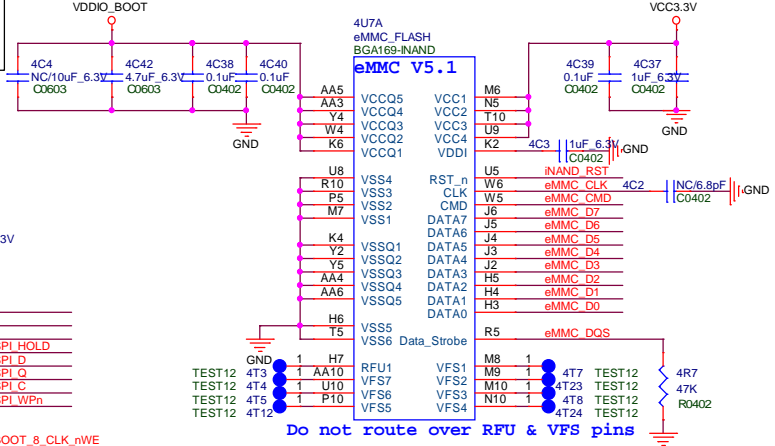 VDDIO_BOOT
VCC3.3V
4U7A
eMMC_FLASH
BGA169-INAND
eMMC V5.1
4C4
NC/10uF_6.3V
C0603
4C42
4.7uF_6.3V
C0603
4C38
0.1uF
C0402
4C40
0.1uF
C0402
4C39
0.1uF
C0402
4C37
1uF_6.3V
C0402
GND
GND
AA5 VCCQ5
AA3 VCCQ4
Y4 VCCQ3
W4 VCCQ2
K6 VCCQ1
VCC1 M6
VCC2 N5
VCC3 T10
VCC4 U9
VDDI K2
4C3 1uF_6.3V
C0402
GND
U8 VSS4
R10 VSS3
P5 VSS2
M7 VSS1
K4 VSSQ1
Y2 VSSQ2
Y5 VSSQ3
AA4 VSSQ4
AA6 VSSQ5
H6 VSS5
T5 VSS6
GND
RST_n U5 iNAND_RST
CLK W6 eMMC_CLK
CMD W5 eMMC_CMD
DATA7 J6 eMMC_D7
DATA6 J5 eMMC_D6
DATA5 J4 eMMC_D5
DATA4 J3 eMMC_D4
DATA3 J2 eMMC_D3
DATA2 H5 eMMC_D2
DATA1 H4 eMMC_D1
DATA0 H3 eMMC_D0
Data_Strobe R5 eMMC_DQS
4C2 NC/6.8pF
C0402
GND
TEST12 4T3 1 H7 RFU1
TEST12 4T4 1 AA10 VFS7
TEST12 4T5 1 U10 VFS6
TEST12 4T12 1 P10 VFS5
VFS1 M8 1 4T7 TEST12
VFS2 M9 1 4T23 TEST12
VFS3 M10 1 4T8 TEST12
VFS4 N10 1 4T24 TEST12
4R7
47K
R0402
Do not route over RFU & VFS pins
3V
SPI_HOLD
SPI_D
SPI_Q
SPI_C
SPI_WPn
BOOT_8_CLK_nWE